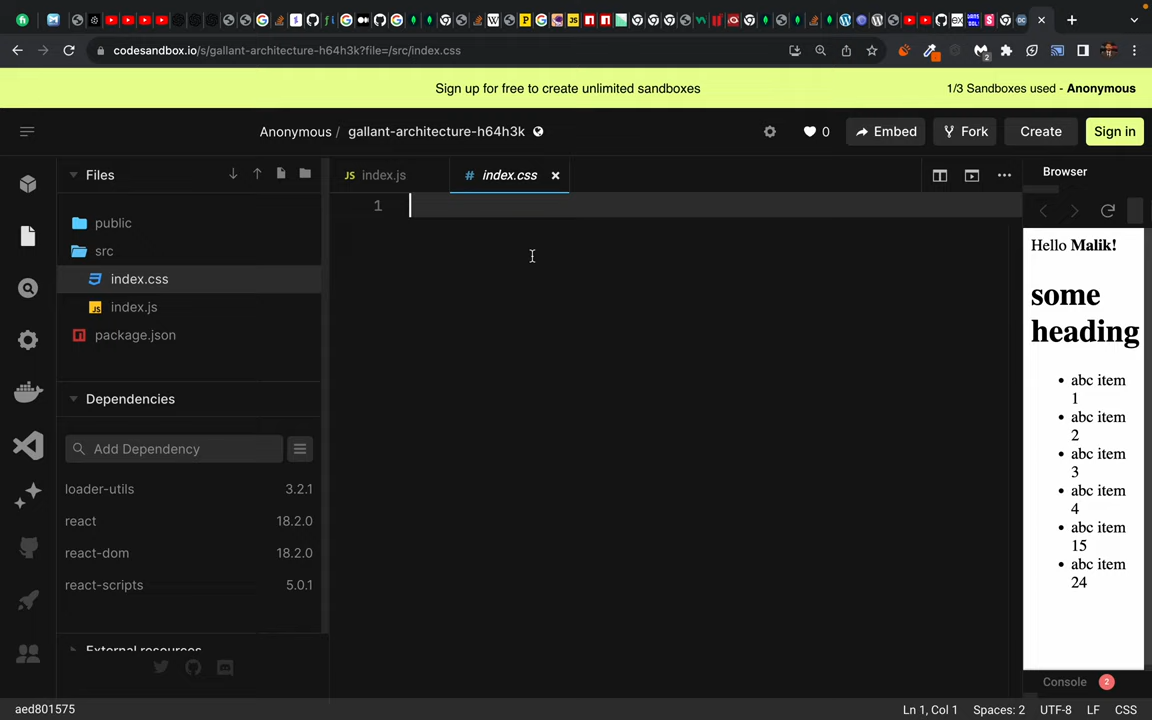 codesandbox.io/s/gallant-architecture-h64h3k?file=/src/index.css
2
Sign up for free to create unlimited sandboxes
1/3 Sandboxes used - Anonymous
Anonymous / gallant-architecture-h64h3k
0
Embed
Fork
Create
Sign in
Files
public
src
index.css
JS index.js
package.json
Dependencies
Add Dependency
loader-utils 3.2.1
react 18.2.0
react-dom 18.2.0
react-scripts 5.0.1
External resources
JS index.js
# index.css
1
Browser
Hello Malik!
some
heading
• abc item
1
• abc item
2
• abc item
3
• abc item
4
• abc item
15
• abc item
24
Console 2
aed801575
Ln 1, Col 1
Spaces: 2
UTF-8
LF
CSS